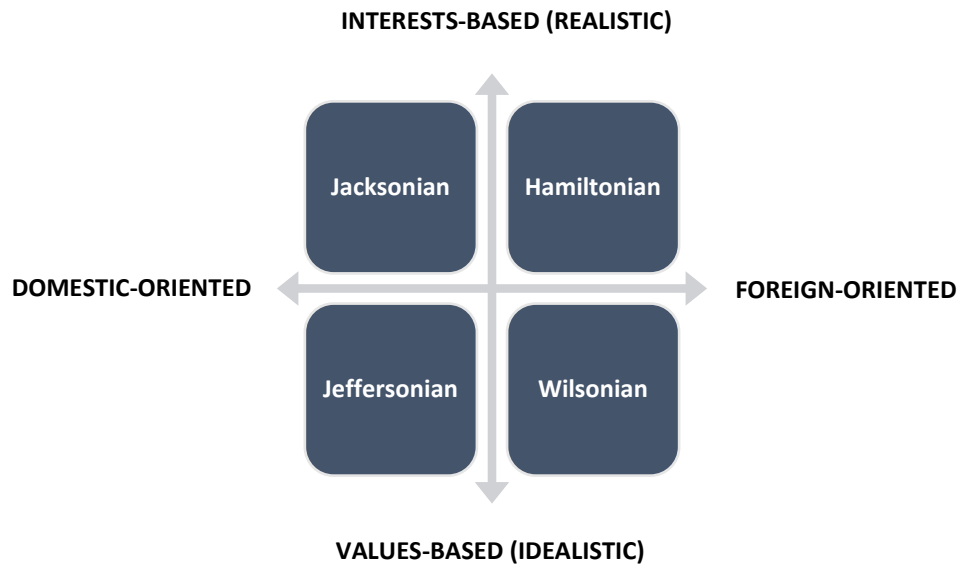 INTERESTS-BASED (REALISTIC)
Jacksonian
Hamiltonian
DOMESTIC-ORIENTED
FOREIGN-ORIENTED
Jeffersonian
Wilsonian
VALUES-BASED (IDEALISTIC)